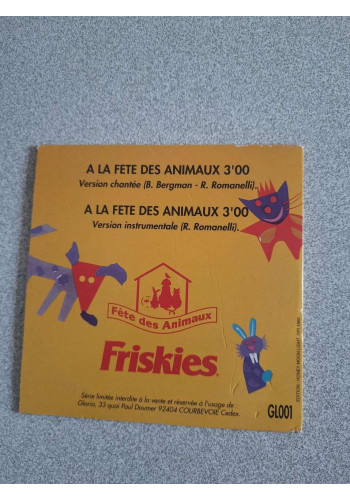 A LA FETE DES ANIMAUX 3'00
Version chantée (B. Bergman - R. Romanelli).
A LA FETE DES ANIMAUX 3'00
Version instrumentale (R. Romanelli).
Fête des Animaux
Friskies
Série limitée interdite à la vente et réservée à l'usage de
Gloria, 33 quai Paul Doumer 92404 COURBEVOIE Cedex.
GL001